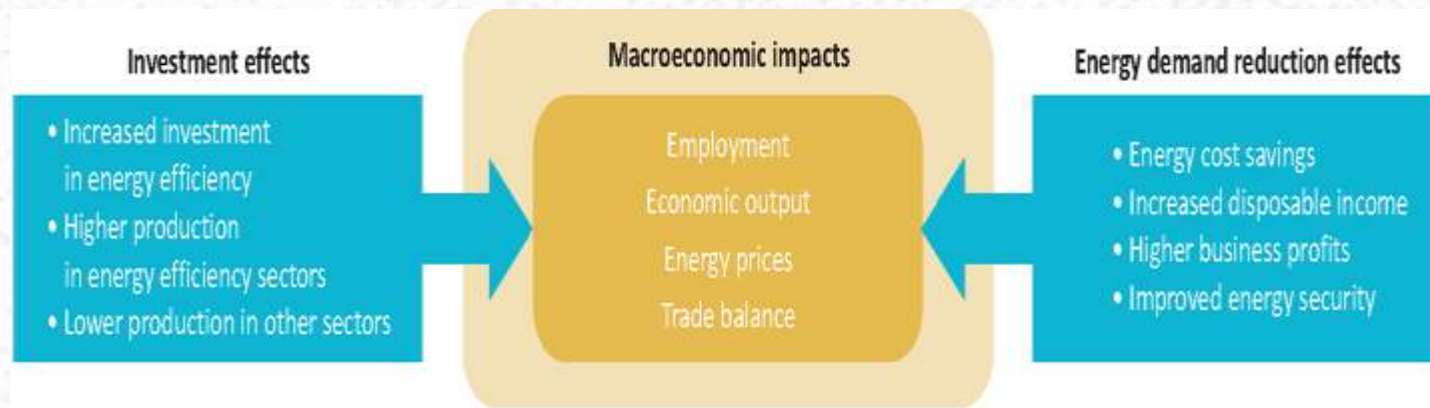 Investment effects
• Increased investment
in energy efficiency
• Higher production
in energy efficiency sectors
• Lower production in other sectors
Macroeconomic impacts
Employment
Economic output
Energy prices
Trade balance
Energy demand reduction effects
• Energy cost savings
• Increased disposable income
• Higher business profits
• Improved energy security